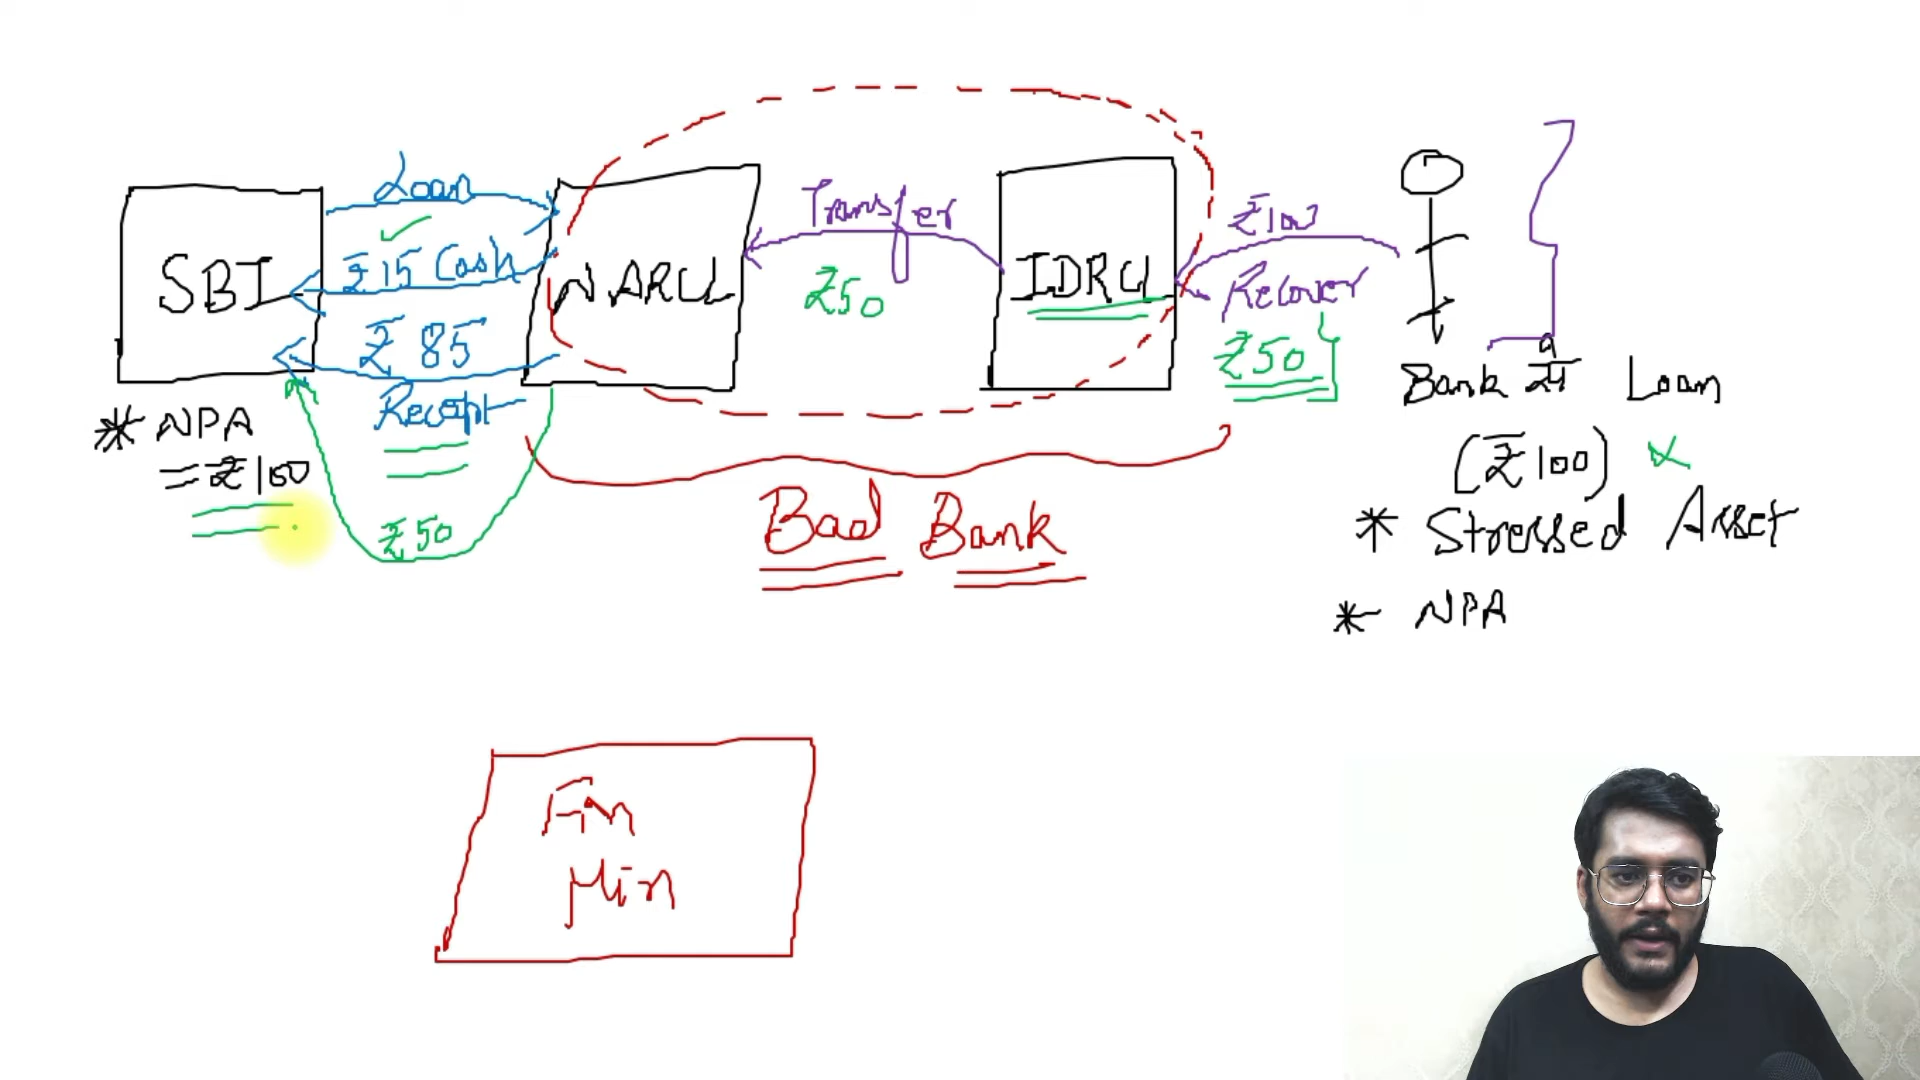 SBI
Loan
₹15 Cash
₹ 85
Receipt
₹50
* NPA
= ₹100
NARCL
Transfer
₹50
IDRCL
₹100
Recover
₹50
Bad Bank
Bank से Loan
(₹100)
* Stressed Asset
* NPA
Fin
Min